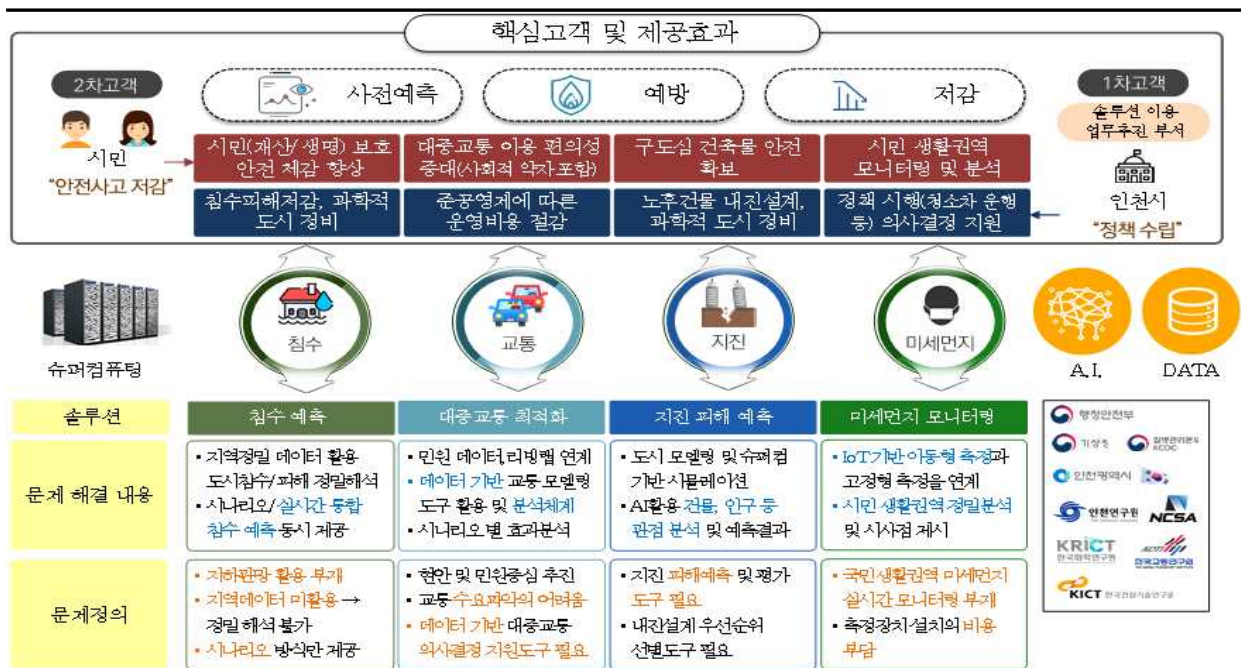 핵심고객 및 제공효과
2차고객
시민
"안전사고 저감"
사전예측
예방
저감
1차고객
솔루션 이용
업무추진 부서
인천시
"정책 수립"
시민(재산/생명) 보호
안전 체감 향상
대중교통 이용 편의성
증대(사회적 약자 포함)
구도심 건축물 안전
확보
시민 생활권역
모니터링 및 분석
침수피해저감, 과학적
도시 정비
준공영제에 따른
운영비용 절감
노후건물 내진설계,
과학적 도시 정비
정책 시행(청소차 운행
등) 의사결정 지원
슈퍼컴퓨팅
침수
교통
지진
미세먼지
A.I.
DATA
솔루션
침수 예측
대중교통 최적화
지진 피해 예측
미세먼지 모니터링
문제 해결 내용
▪ 지역정밀 데이터 활용
도시침수/피해 정밀해석
▪ 시나리오/실시간 통합
침수 예측 동시 제공
▪ 민원 데이터,리빙랩 연계
▪ 데이터 기반 교통 모델링
도구 활용 및 분석체계
▪ 시나리오 별 효과분석
▪ 도시 모델링 및 슈퍼컴
기반 시뮬레이션
▪ AI활용 건물, 인구 등
관점 분석 및 예측결과
▪ IoT 기반 이동형 측정과
고정형 측정을 연계
▪ 시민 생활권역 정밀분석
및 시사점 제시
문제정의
▪ 지하관망 활용 부재
▪ 지역데이터 미활용 →
정밀 해석 불가
▪ 시나리오 방식만 제공
▪ 현안 및 민원중심 추진
▪ 교통 수요파악의 어려움
▪ 데이터 기반 대중교통
의사결정 지원도구 필요
▪ 지진 피해예측 및 평가
도구 필요
▪ 내진설계 우선순위
선별도구 필요
▪ 국민 생활권역 미세먼지
실시간 모니터링 부재
▪ 측정장치 설치의 비용
부담
행정안전부
기상청
질병관리본부
KCDC
인천광역시
인천연구원
NCSA
KRICT
한국화학연구원
한국교통연구원
KICT 한국건설기술연구원